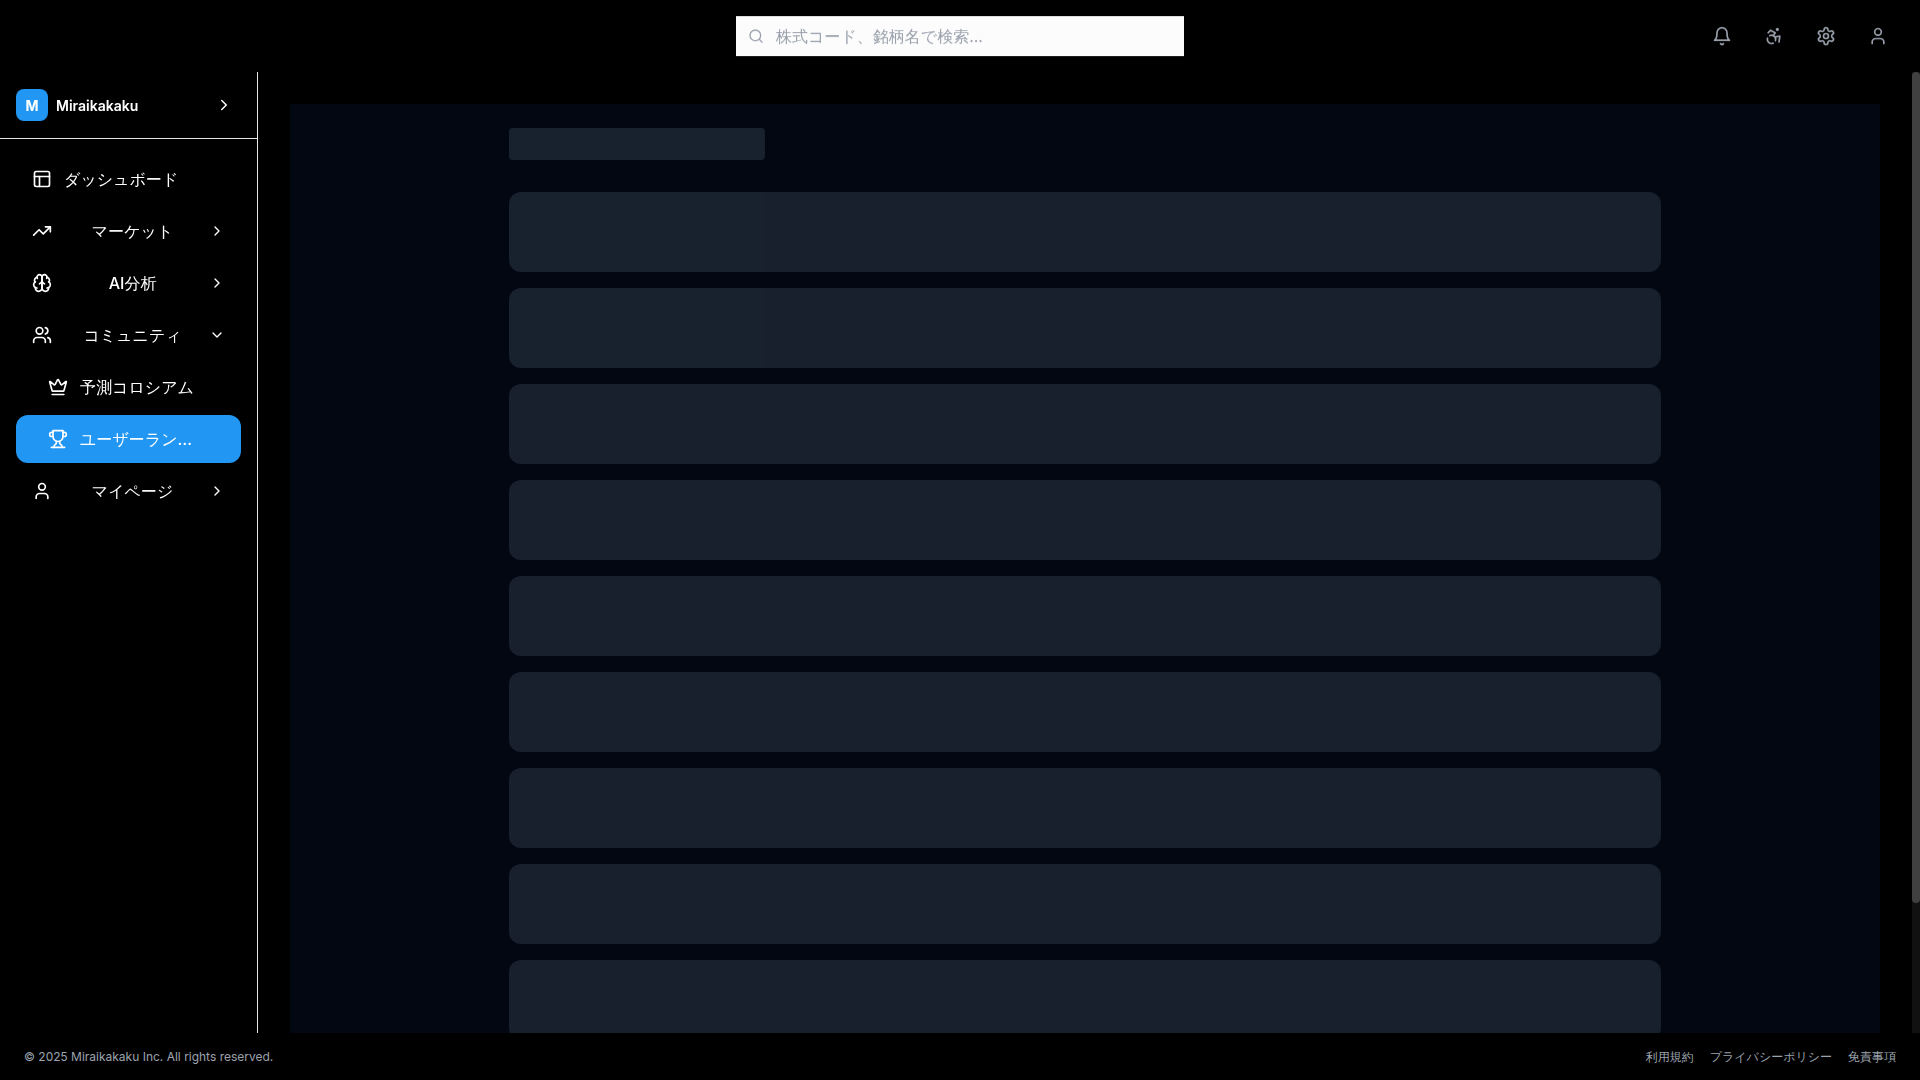 株式コード、銘柄名で検索...
M Miraikakaku
ダッシュボード
マーケット
AI分析
コミュニティ
予測コロシアム
ユーザーラン...
マイページ
© 2025 Miraikakaku Inc. All rights reserved.
利用規約 プライバシーポリシー 免責事項